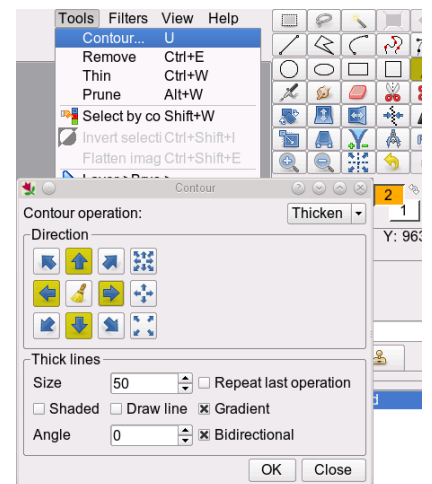 Tools Filters View Help
Contour... U
Remove Ctrl+E
Thin Ctrl+W
Prune Alt+W
Select by co Shift+W
Invert selecti Ctrl+Shift+I
Flatten imag Ctrl+Shift+E
Contour
2
1
Contour operation: Thicken
Y: 963
Direction
Thick lines
Size 50 Repeat last operation
Shaded Draw line Gradient
Angle 0 Bidirectional
OK Close